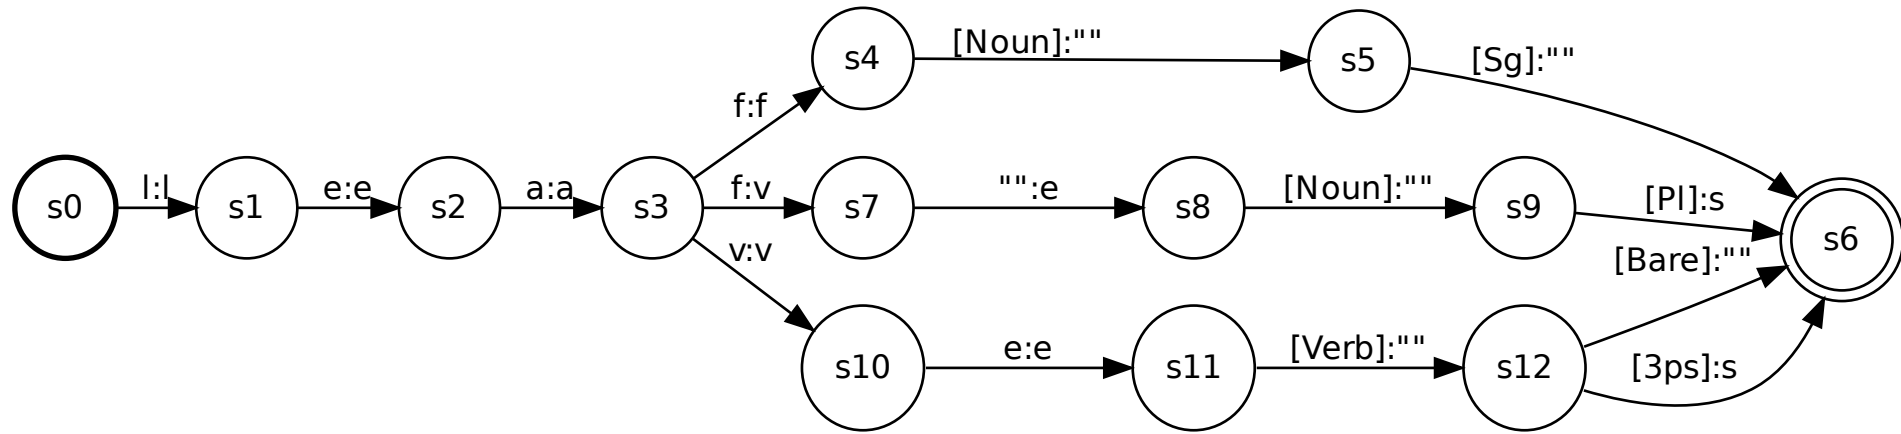 s0
l:l
s1
e:e
s2
a:a
s3
f:f
s4
[Noun]:""
s5
[Sg]:""
f:v
s7
"":e
s8
[Noun]:""
s9
[Pl]:s
s6
v:v
s10
e:e
s11
[Verb]:""
s12
[Bare]:""
[3ps]:s